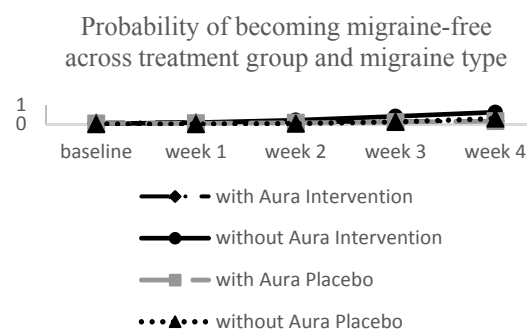 Probability of becoming migraine-free
across treatment group and migraine type
1
0
baseline week 1 week 2 week 3 week 4
with Aura Intervention
without Aura Intervention
with Aura Placebo
without Aura Placebo